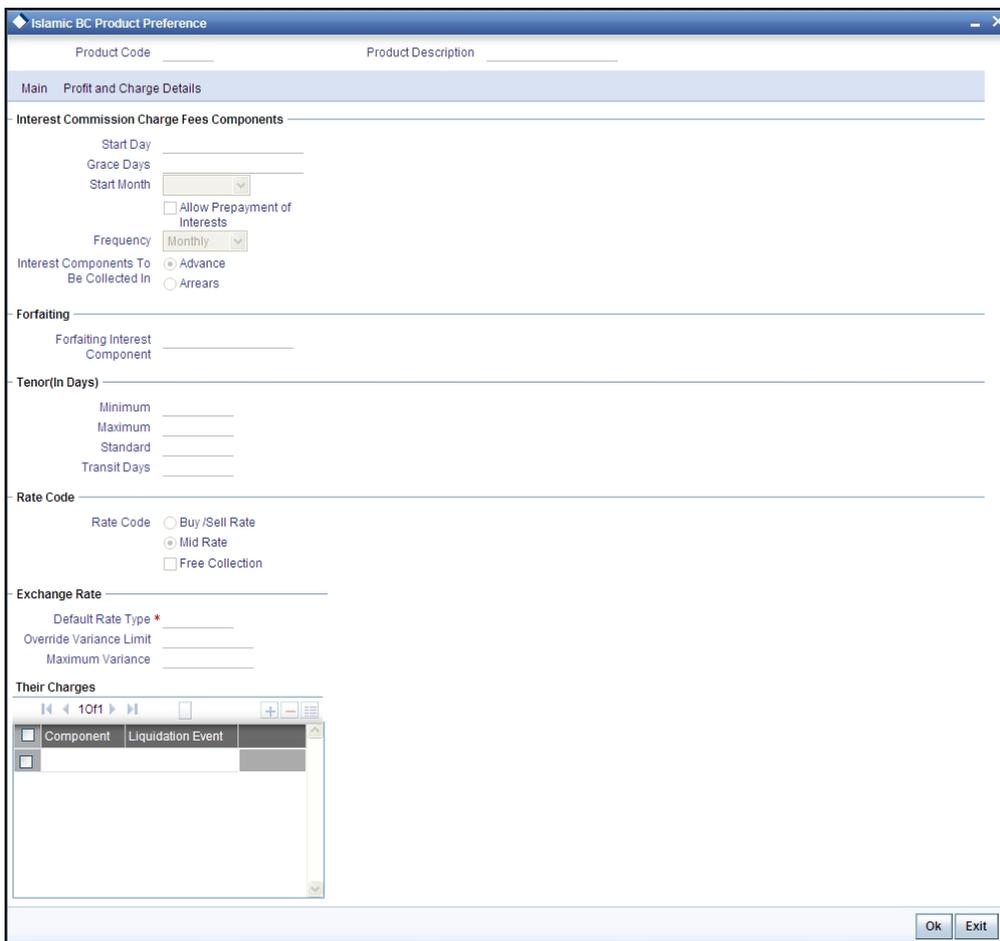 Islamic BC Product Preference
Product Code Product Description
Main Profit and Charge Details
Interest Commission Charge Fees Components
Start Day
Grace Days
Start Month
Allow Prepayment of
Interests
Frequency Monthly
Interest Components To
Be Collected In
Advance
Arrears
Forfaiting
Forfaiting Interest
Component
Tenor(In Days)
Minimum
Maximum
Standard
Transit Days
Rate Code
Rate Code Buy /Sell Rate
Mid Rate
Free Collection
Exchange Rate
Default Rate Type *
Override Variance Limit
Maximum Variance
Their Charges
1Of1
Component Liquidation Event
Ok Exit